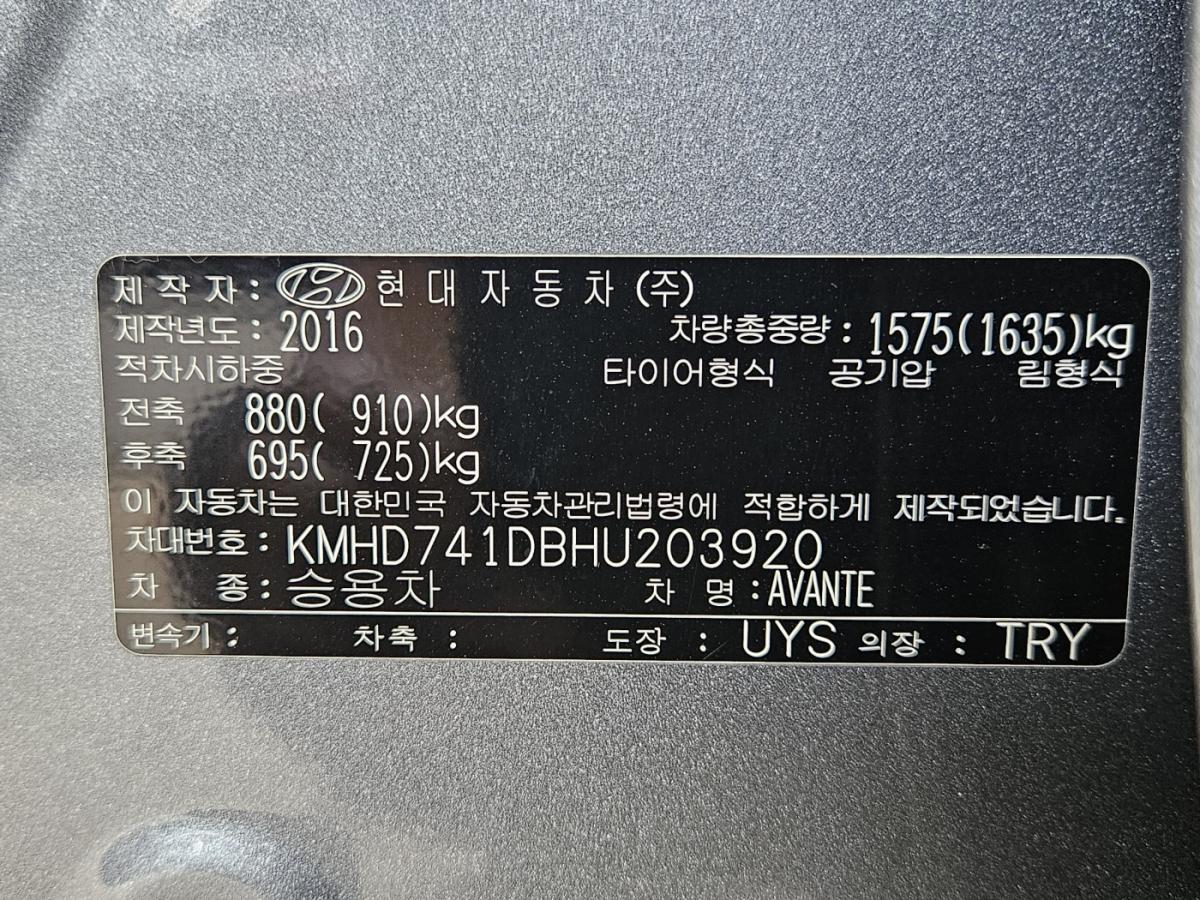 제 작 자 : 현 대 자 동 차 (주)
제작년도 : 2016 차량총중량 : 1575(1635)kg
적차시하중 타이어형식 공기압 림형식
전축 880( 910)kg
후축 695( 725)kg
이 자동차는 대한민국 자동차관리법령에 적합하게 제작되었습니다.
차대번호 : KMHD741DBHU203920
차 종 : 승용차 차 명 : AVANTE
변속기 : 차축 : 도장 : UYS 의장 : TRY